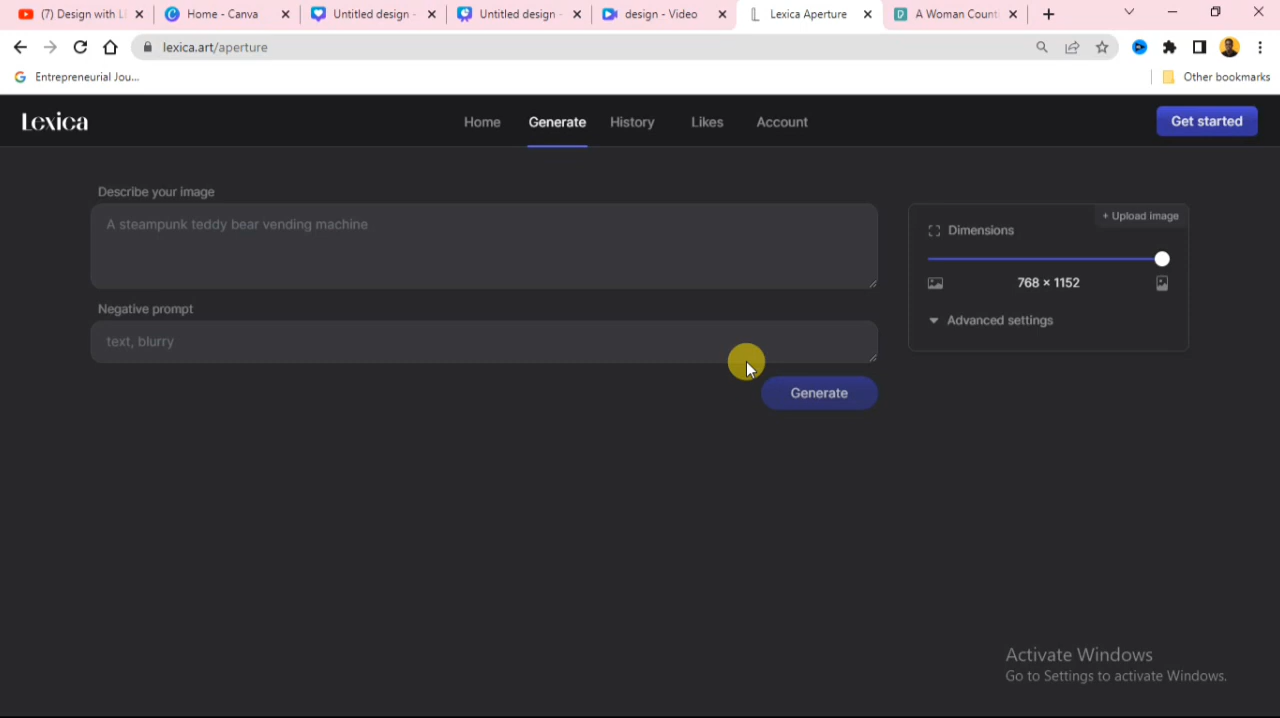 (7) Design with L
Home - Canva
Untitled design -
Untitled design -
design - Video
Lexica Aperture
A Woman Count
lexica.art/aperture
Entrepreneurial Jou...
Other bookmarks
Lexica
Home
Generate
History
Likes
Account
Get started
Describe your image
A steampunk teddy bear vending machine
+ Upload image
Dimensions
768 × 1152
Advanced settings
Negative prompt
text, blurry
Generate
Activate Windows
Go to Settings to activate Windows.